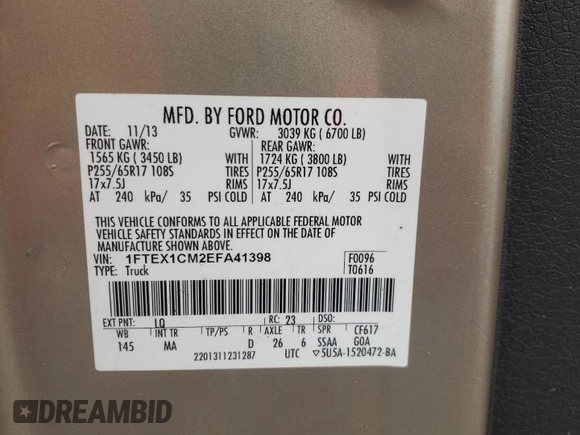 MFD. BY FORD MOTOR CO.
DATE: 11/13 GVWR: 3039 KG ( 6700 LB)
FRONT GAWR: REAR GAWR:
1565 KG ( 3450 LB) WITH 1724 KG ( 3800 LB) WITH
P255/65R17 108S TIRES P255/65R17 108S TIRES
17x7.5J RIMS 17x7.5J RIMS
AT 240 kPa/ 35 PSI COLD AT 240 kPa/ 35 PSI COLD
THIS VEHICLE CONFORMS TO ALL APPLICABLE FEDERAL MOTOR
VEHICLE SAFETY STANDARDS IN EFFECT ON THE DATE OF
MANUFACTURE SHOWN ABOVE.
VIN: 1FTEX1CM2EFA41398 F0096
TYPE: Truck T0616
EXT PNT: LQ RC: 23 DSO:
WB INT TR TP/PS R AXLE TR SPR CF617
145 MA D 26 6 SSAA GOA
2201311231287 UTC ▽5U5A-1520472-BA
DREAMBID